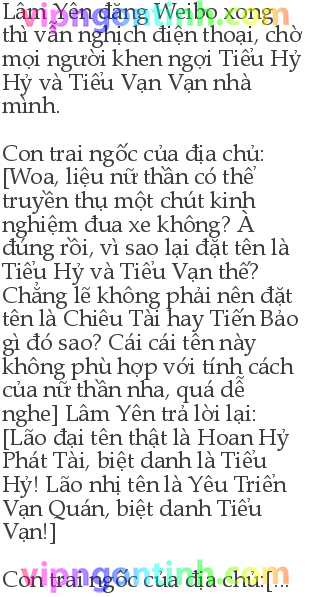 Lâm Yên đăng Weibo xong
thì vẫn nghịch điện thoại, chờ
mọi người khen ngợi Tiểu Hỷ
Hỷ và Tiểu Vạn Vạn nhà
mình.
Con trai ngốc của địa chủ:
[Woa, liệu nữ thần có thể
truyền thụ một chút kinh
nghiệm đua xe không? À
đúng rồi, vì sao lại đặt tên là
Tiểu Hỷ và Tiểu Vạn thế?
Chẳng lẽ không phải nên đặt
tên là Chiêu Tài hay Tiến Bảo
gì đó sao? Cái cái tên này
không phù hợp với tính cách
của nữ thần nha, quá dễ
nghe] Lâm Yên trả lời lại:
[Lão đại tên thật là Hoan Hỷ
Phát Tài, biệt danh là Tiểu
Hỷ! Lão nhị tên là Yêu Triển
Vạn Quán, biệt danh Tiểu
Vạn!]
Con trai ngốc của địa chủ:[...
vipngontinh.com
vipngontinh.com